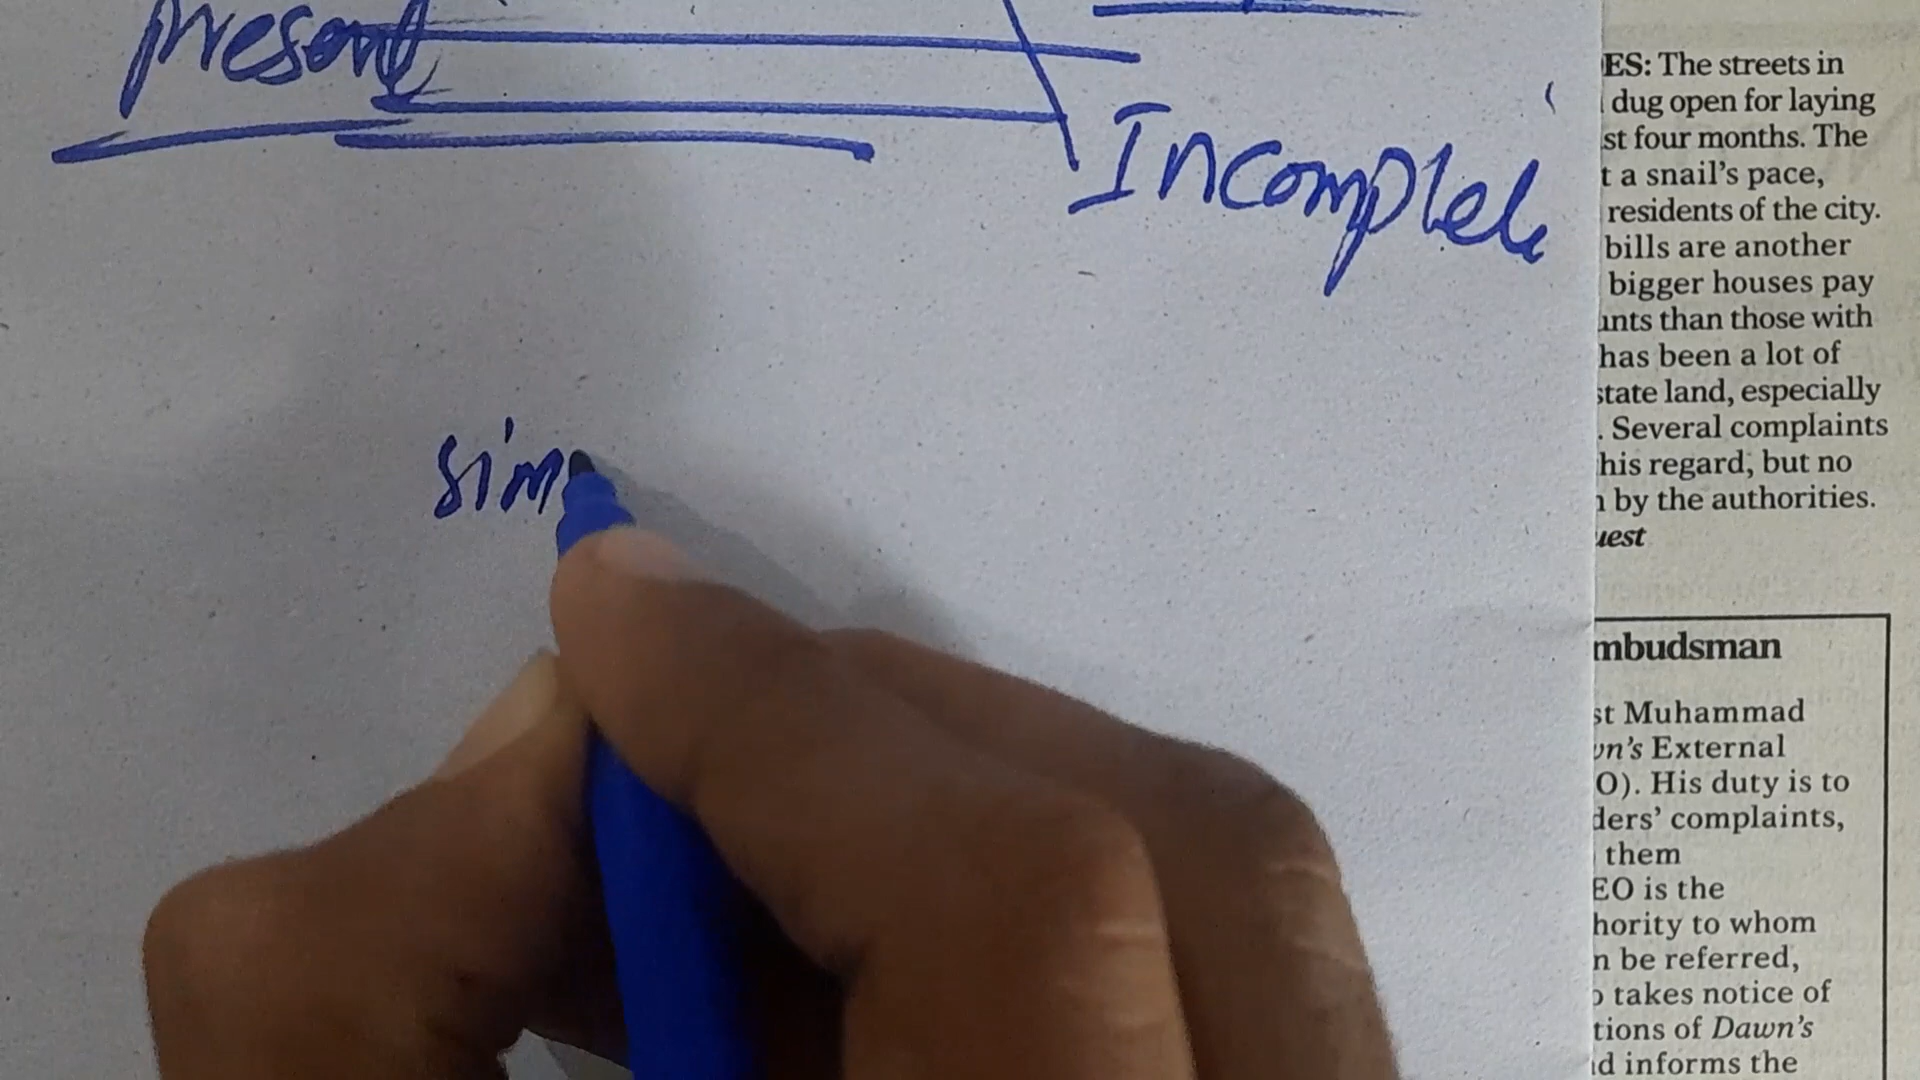 present
Incomplete
sim
ES: The streets in
dug open for laying
st four months. The
t a snail's pace,
residents of the city.
bills are another
bigger houses pay
unts than those with
has been a lot of
state land, especially
. Several complaints
his regard, but no
n by the authorities.
uest
mbudsman
st Muhammad
wn's External
O). His duty is to
ders' complaints,
them
EO is the
hority to whom
n be referred,
o takes notice of
tions of Dawn's
d informs the